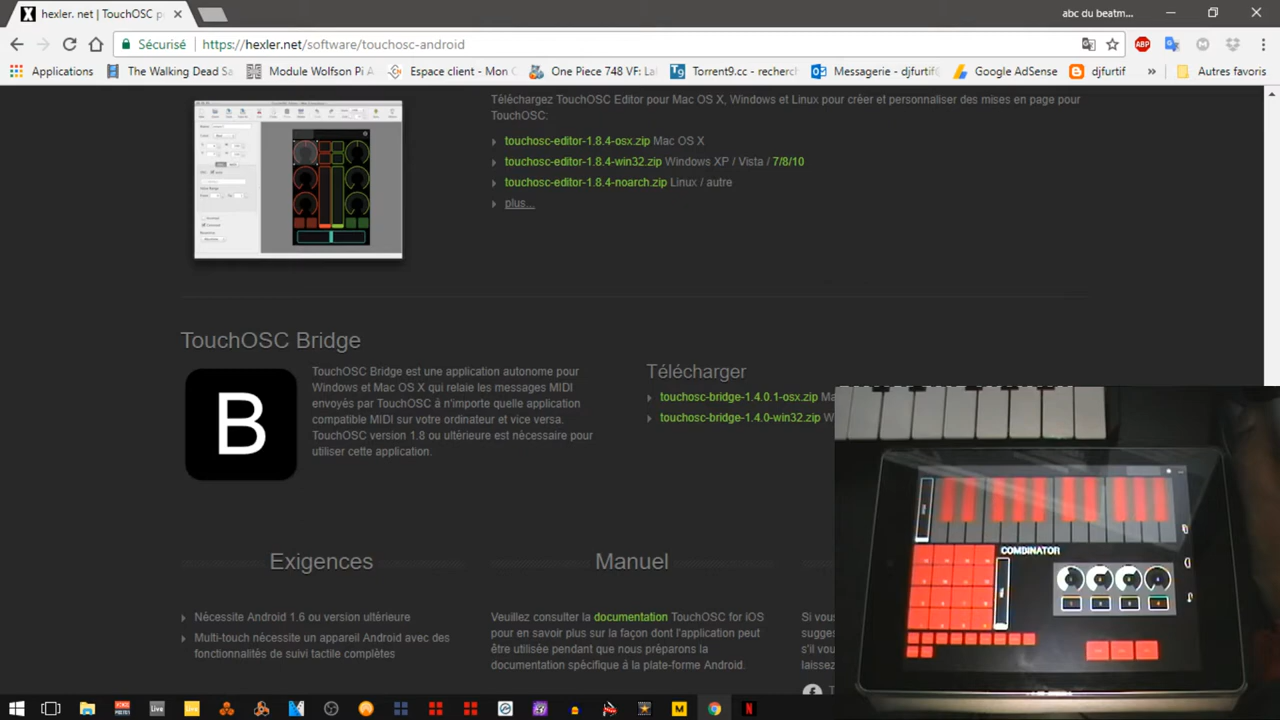 hexler. net | TouchOSC p
abc du beatm...
Sécurisé
https://hexler.net/software/touchosc-android
Applications
The Walking Dead Sa
Module Wolfson Pi A
Espace client - Mon C
One Piece 748 VF: La
Torrent9.cc - recherc
Messagerie - djfurtif@
Google AdSense
djfurtif
»
Autres favoris
Téléchargez TouchOSC Editor pour Mac OS X, Windows et Linux pour créer et personnaliser des mises en page pour
TouchOSC:
touchosc-editor-1.8.4-osx.zip Mac OS X
touchosc-editor-1.8.4-win32.zip Windows XP / Vista / 7/8/10
touchosc-editor-1.8.4-noarch.zip Linux / autre
plus...
TouchOSC Bridge
B
TouchOSC Bridge est une application autonome pour
Windows et Mac OS X qui relaie les messages MIDI
envoyés par TouchOSC à n'importe quelle application
compatible MIDI sur votre ordinateur et vice versa.
TouchOSC version 1.8 ou ultérieure est nécessaire pour
utiliser cette application.
Télécharger
touchosc-bridge-1.4.0.1-osx.zip Ma
touchosc-bridge-1.4.0-win32.zip W
COMBINATOR
Exigences
Nécessite Android 1.6 ou version ultérieure
Multi-touch nécessite un appareil Android avec des
fonctionnalités de suivi tactile complètes
Manuel
Veuillez consulter la documentation TouchOSC for iOS
pour en savoir plus sur la façon dont l'application peut
être utilisée pendant que nous préparons la
documentation spécifique à la plate-forme Android.
Si vous
sugges
s'il vou
laissez